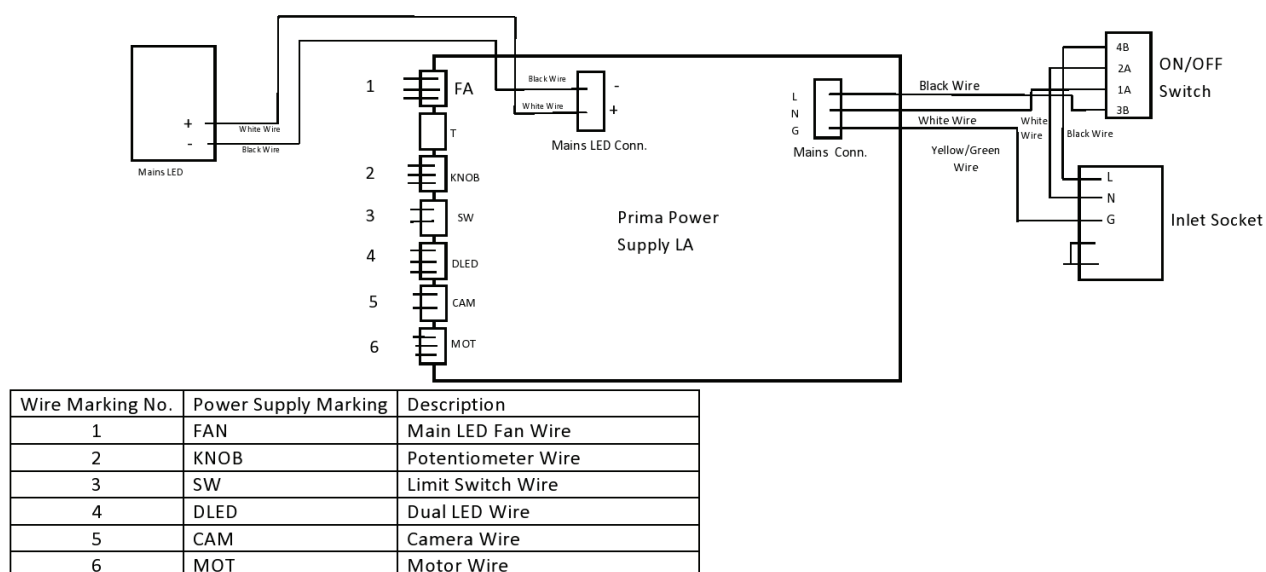 4B
2A
1A
3B
ON/OFF
Switch
1
FA
Black Wire
-
White Wire
+
Mains LED Conn.
L
N
G
Mains Conn.
Black Wire
White Wire
White
Wire
Black Wire
Yellow/Green
Wire
+
-
White Wire
Black Wire
Mains LED
T
2
KNOB
3
SW
4
DLED
5
CAM
6
MOT
Prima Power
Supply LA
L
N
G
Inlet Socket
Wire Marking No. Power Supply Marking Description
1 FAN Main LED Fan Wire
2 KNOB Potentiometer Wire
3 SW Limit Switch Wire
4 DLED Dual LED Wire
5 CAM Camera Wire
6 MOT Motor Wire